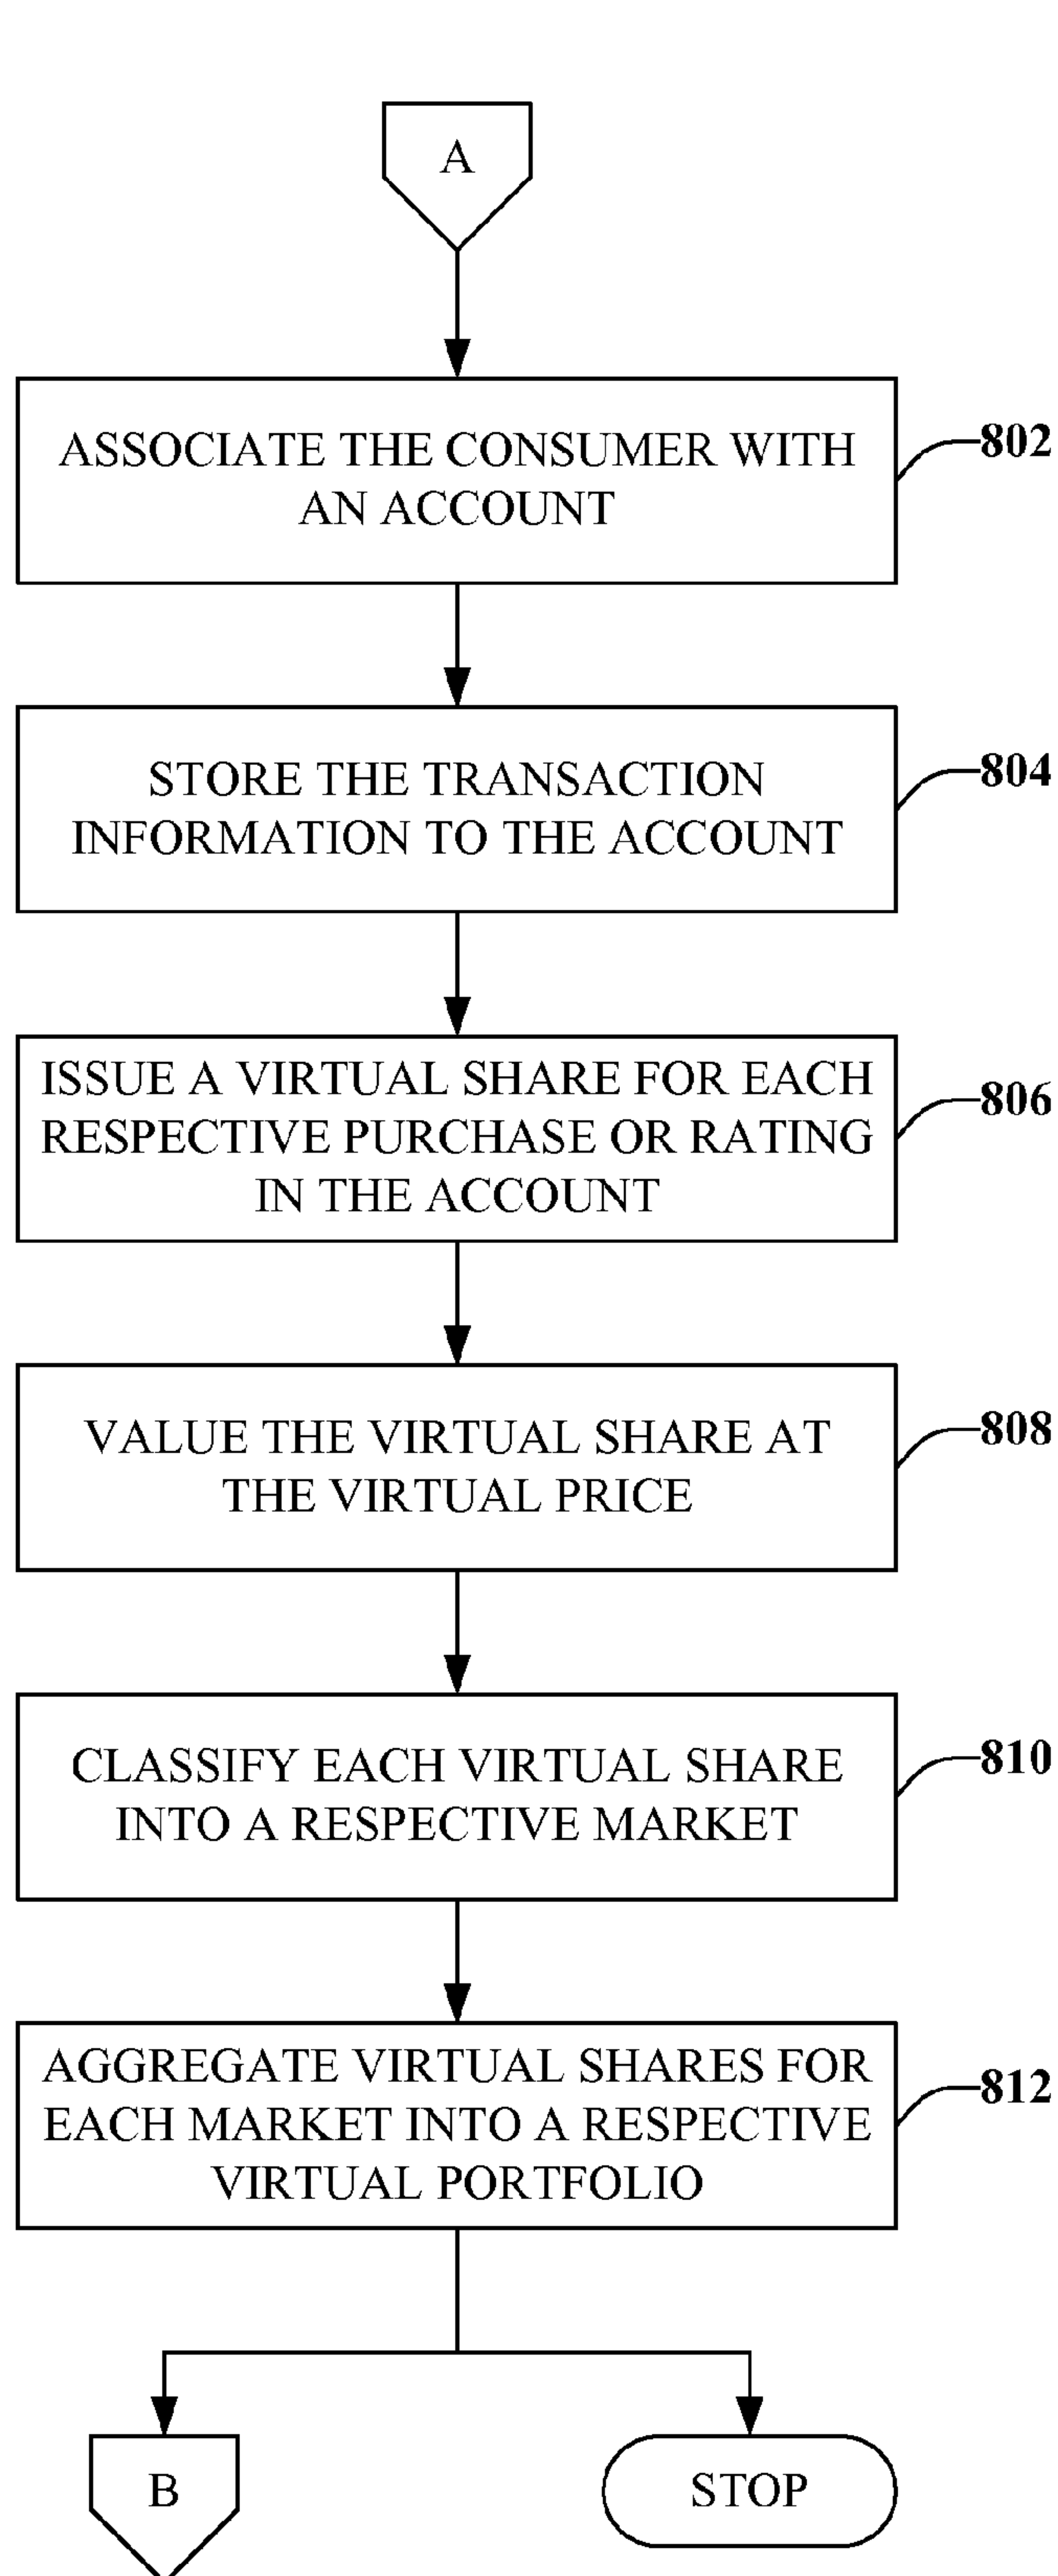 A
ASSOCIATE THE CONSUMER WITH
AN ACCOUNT
802
STORE THE TRANSACTION
INFORMATION TO THE ACCOUNT
804
ISSUE A VIRTUAL SHARE FOR EACH
RESPECTIVE PURCHASE OR RATING
IN THE ACCOUNT
806
VALUE THE VIRTUAL SHARE AT
THE VIRTUAL PRICE
808
CLASSIFY EACH VIRTUAL SHARE
INTO A RESPECTIVE MARKET
810
AGGREGATE VIRTUAL SHARES FOR
EACH MARKET INTO A RESPECTIVE
VIRTUAL PORTFOLIO
812
B
STOP